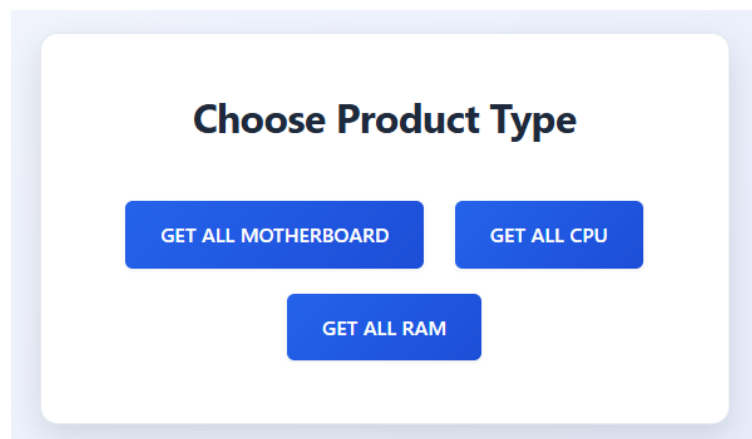 Choose Product Type
GET ALL MOTHERBOARD
GET ALL CPU
GET ALL RAM